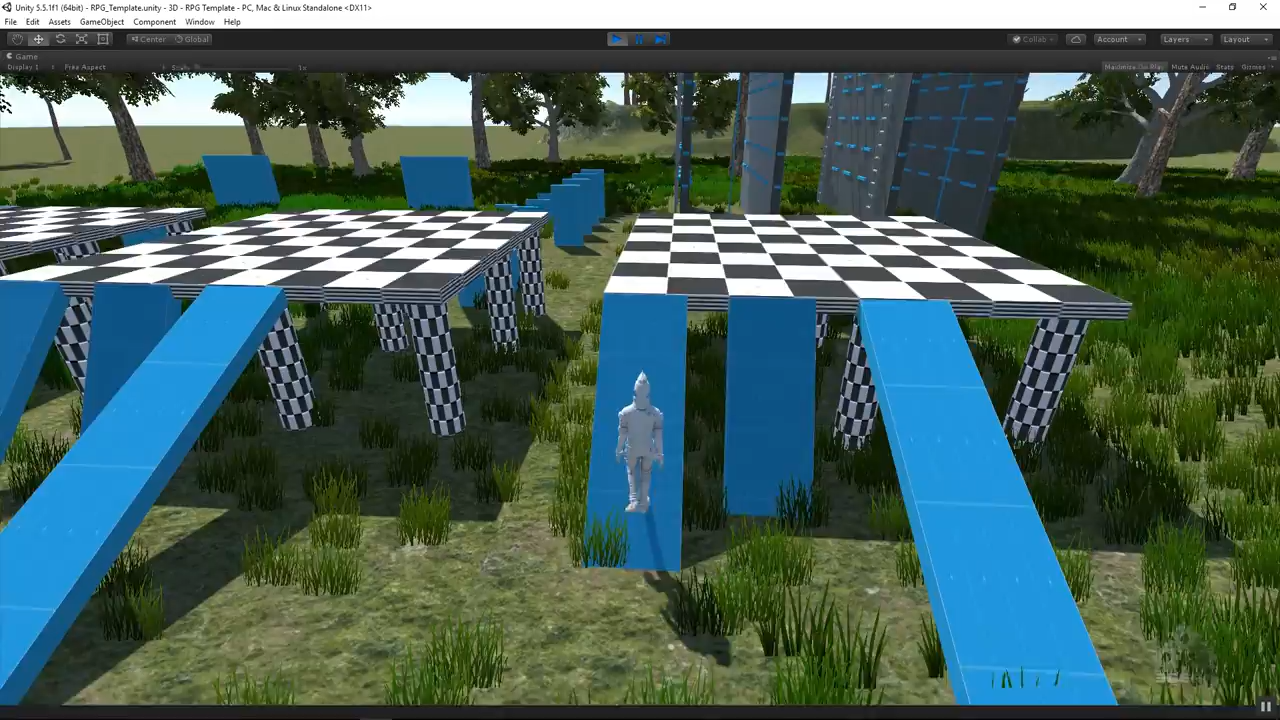 Unity 5.5.1f1 (64bit) - RPG_Template.unity - 3D - RPG Template - PC, Mac & Linux Standalone <DX11>
File Edit Assets GameObject Component Window Help
Center Global Collab Account Layers Layout
Game
Display 1 Free Aspect Scale 1x Maximize On Play Mute Audio Stats Gizmos